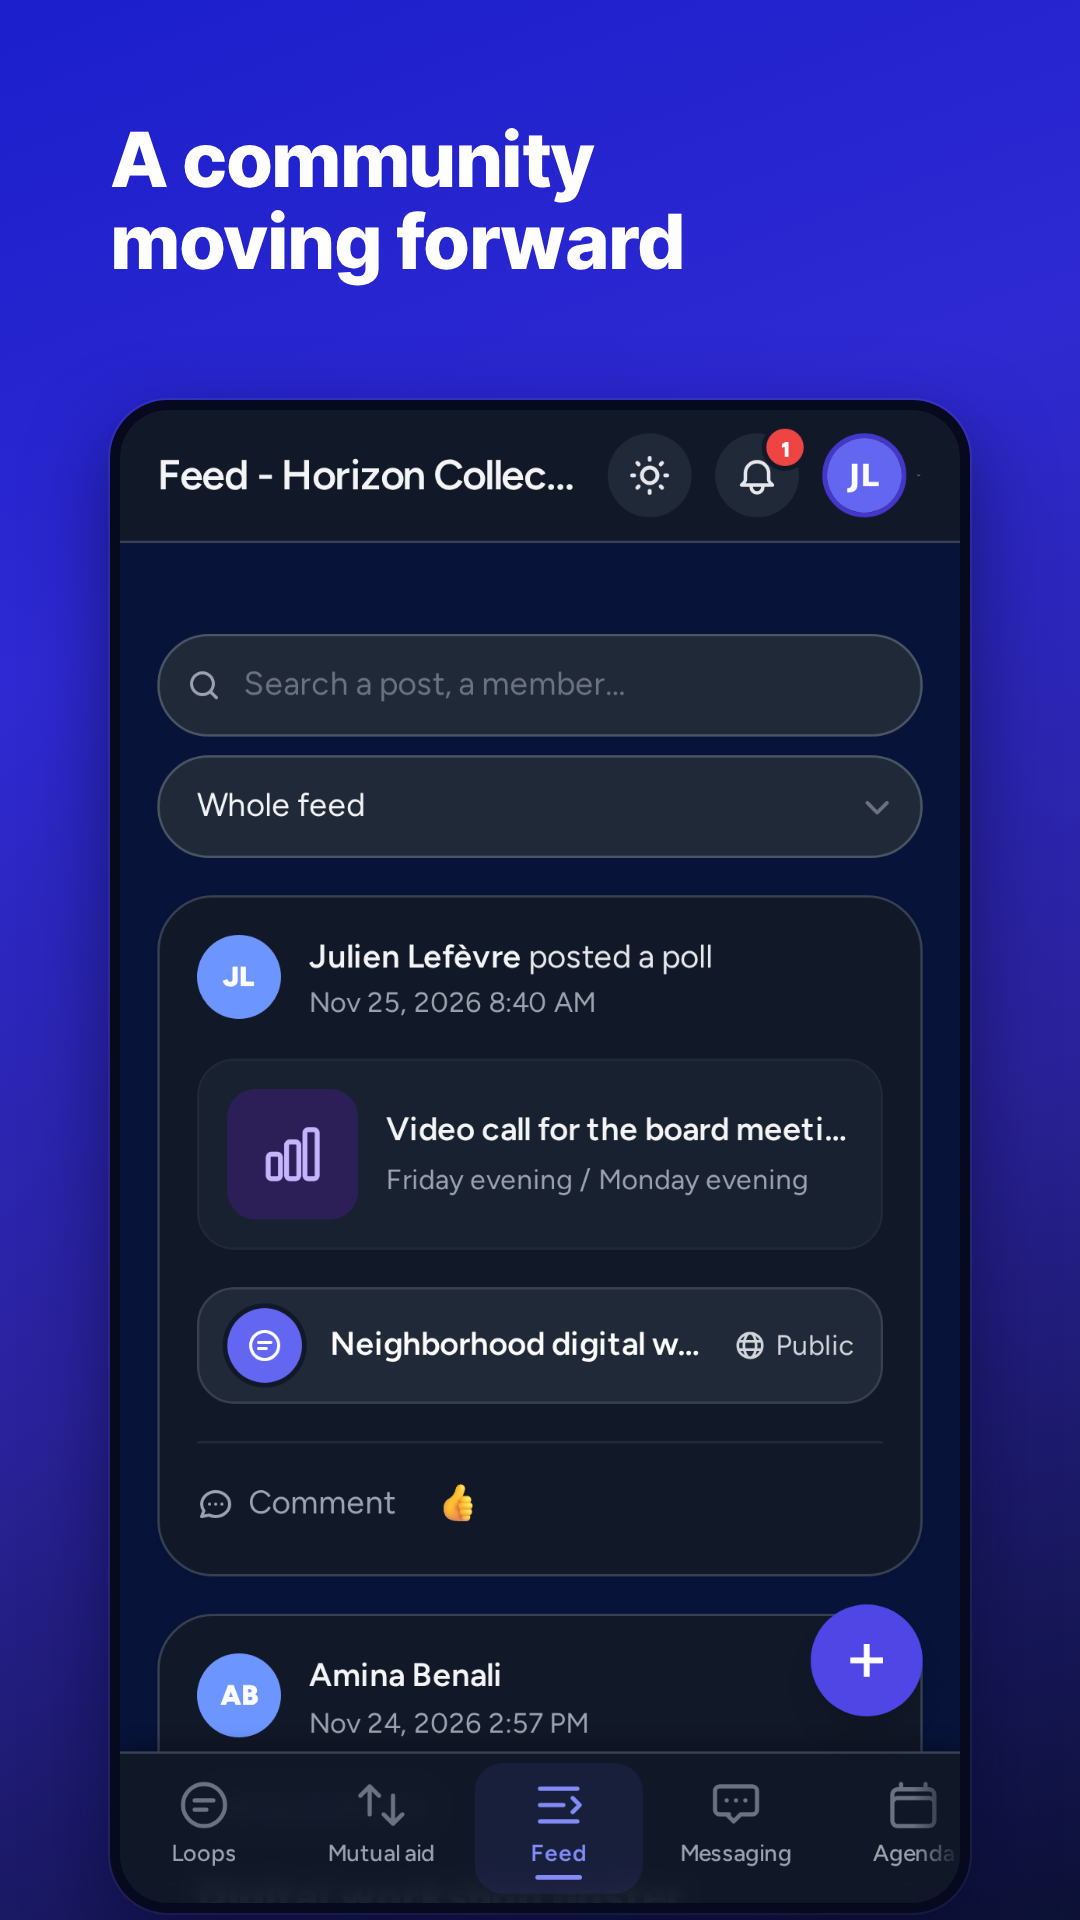 A community
moving forward
Feed - Horizon Collec...
1
JL
Search a post, a member...
Whole feed
JL
Julien Lefèvre posted a poll
Nov 25, 2026 8:40 AM
Video call for the board meeti...
Friday evening / Monday evening
Neighborhood digital w...
Public
Comment
AB
Amina Benali
Nov 24, 2026 2:57 PM
Loops
Mutual aid
Feed
Messaging
Agenda